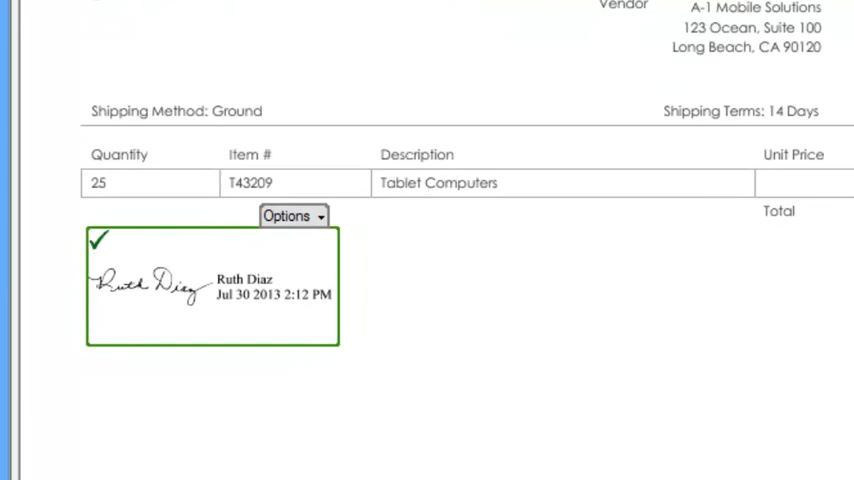 Vendor
A-1 Mobile Solutions
123 Ocean, Suite 100
Long Beach, CA 90120
Shipping Method: Ground
Shipping Terms: 14 Days
Quantity Item # Description Unit Price
25 T43209 Tablet Computers
Options
Total
Ruth Diaz
Ruth Diaz
Jul 30 2013 2:12 PM